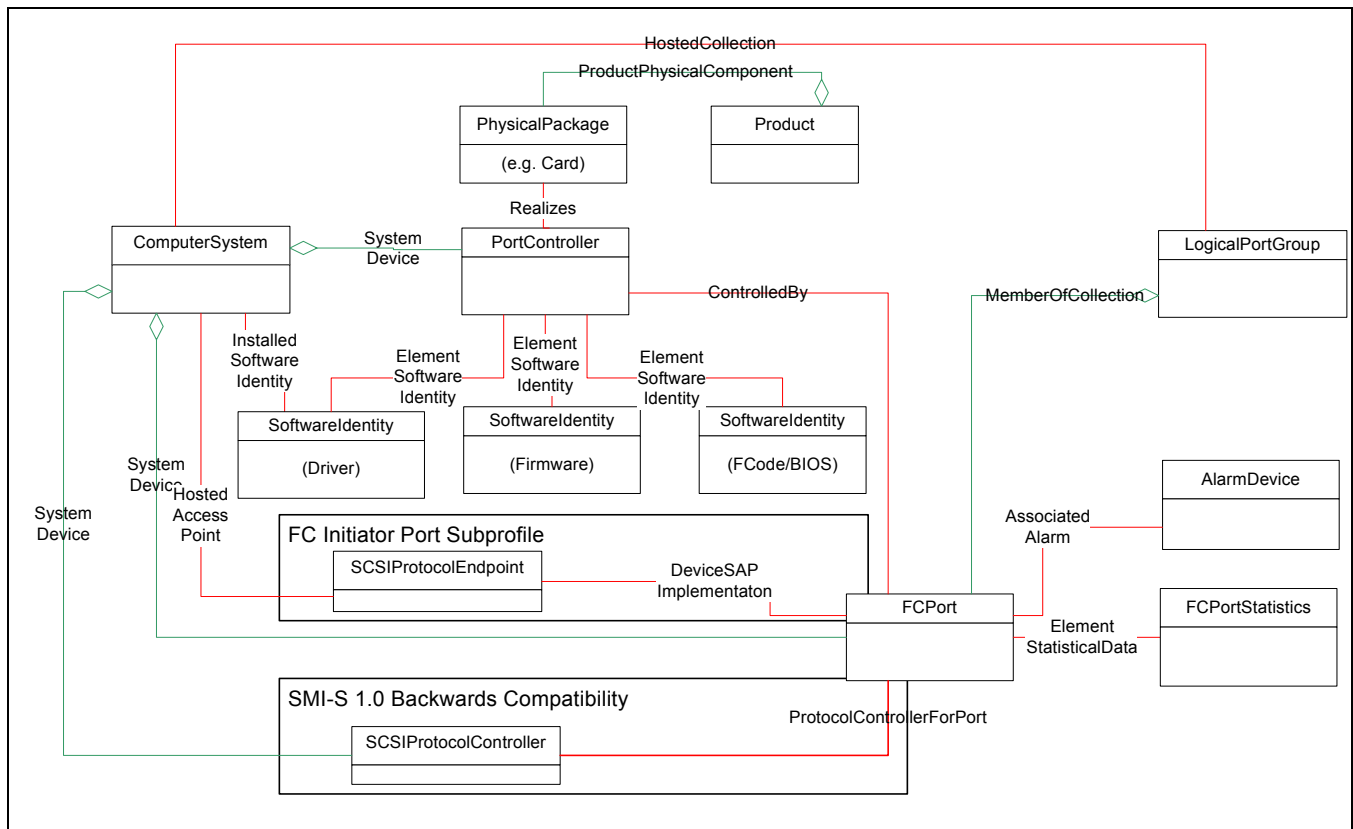 HostedCollection
ProductPhysicalComponent
PhysicalPackage
(e.g. Card)
Product
Realizes
ComputerSystem
System
Device
PortController
LogicalPortGroup
ControlledBy
MemberOfCollection
Installed
Software
Identity
Element
Software
Identity
Element
Software
Identity
Element
Software
Identity
SoftwareIdentity
(Driver)
SoftwareIdentity
(Firmware)
SoftwareIdentity
(FCode/BIOS)
System
Device
Hosted
Access
Point
System
Device
AlarmDevice
Associated
Alarm
FC Initiator Port Subprofile
SCSIProtocolEndpoint
DeviceSAP
Implementaton
FCPort
FCPortStatistics
Element
StatisticalData
SMI-S 1.0 Backwards Compatibility
ProtocolControllerForPort
SCSIProtocolController